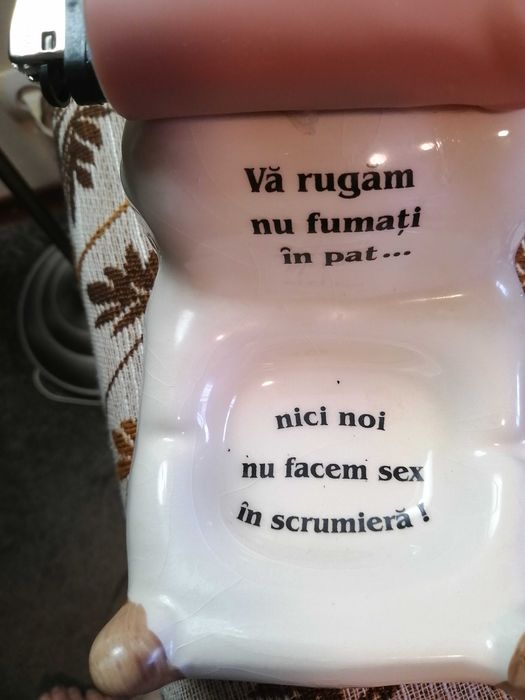 Vă rugăm
nu fumați
în pat...
nici noi
nu facem sex
în scrumieră !